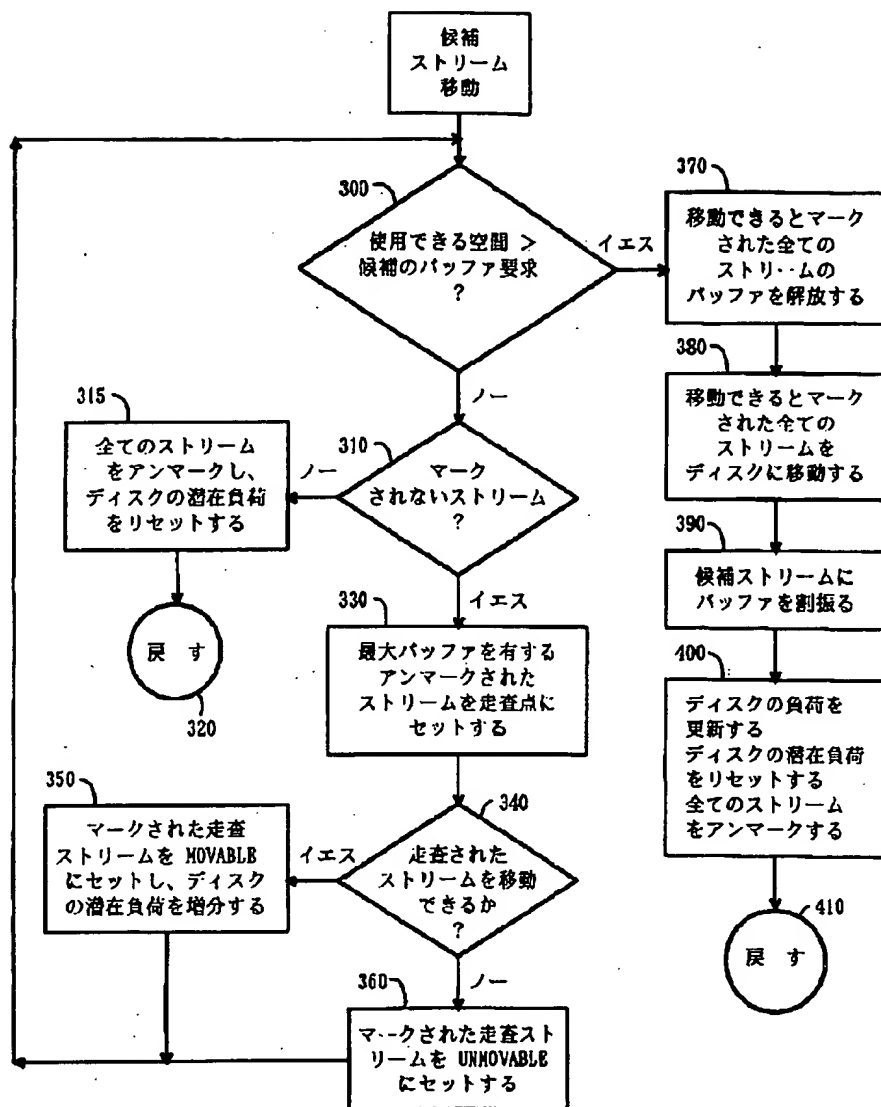 候補
ストリーム
移動
300
使用できる空間 >
候補のバッファ要求
?
イエス
ノー
370
移動できるとマーク
された全ての
ストリームの
バッファを解放する
380
移動できるとマーク
された全ての
ストリームを
ディスクに移動する
390
候補ストリームに
バッファを割振る
400
ディスクの負荷を
更新する
ディスクの潜在負荷
をリセットする
全てのストリーム
をアンマークする
410
戻 す
310
マーク
されないストリーム
?
ノー
イエス
315
全てのストリーム
をアンマークし、
ディスクの潜在負荷
をリセットする
戻 す
320
330
最大バッファを有する
アンマークされた
ストリームを走査点に
セットする
340
走査された
ストリームを移動
できるか
?
イエス
ノー
350
マークされた走査
ストリームを MOVABLE
にセットし、ディスク
の潜在負荷を増分する
360
マークされた走査スト
リームを UNMOVABLE
にセットする